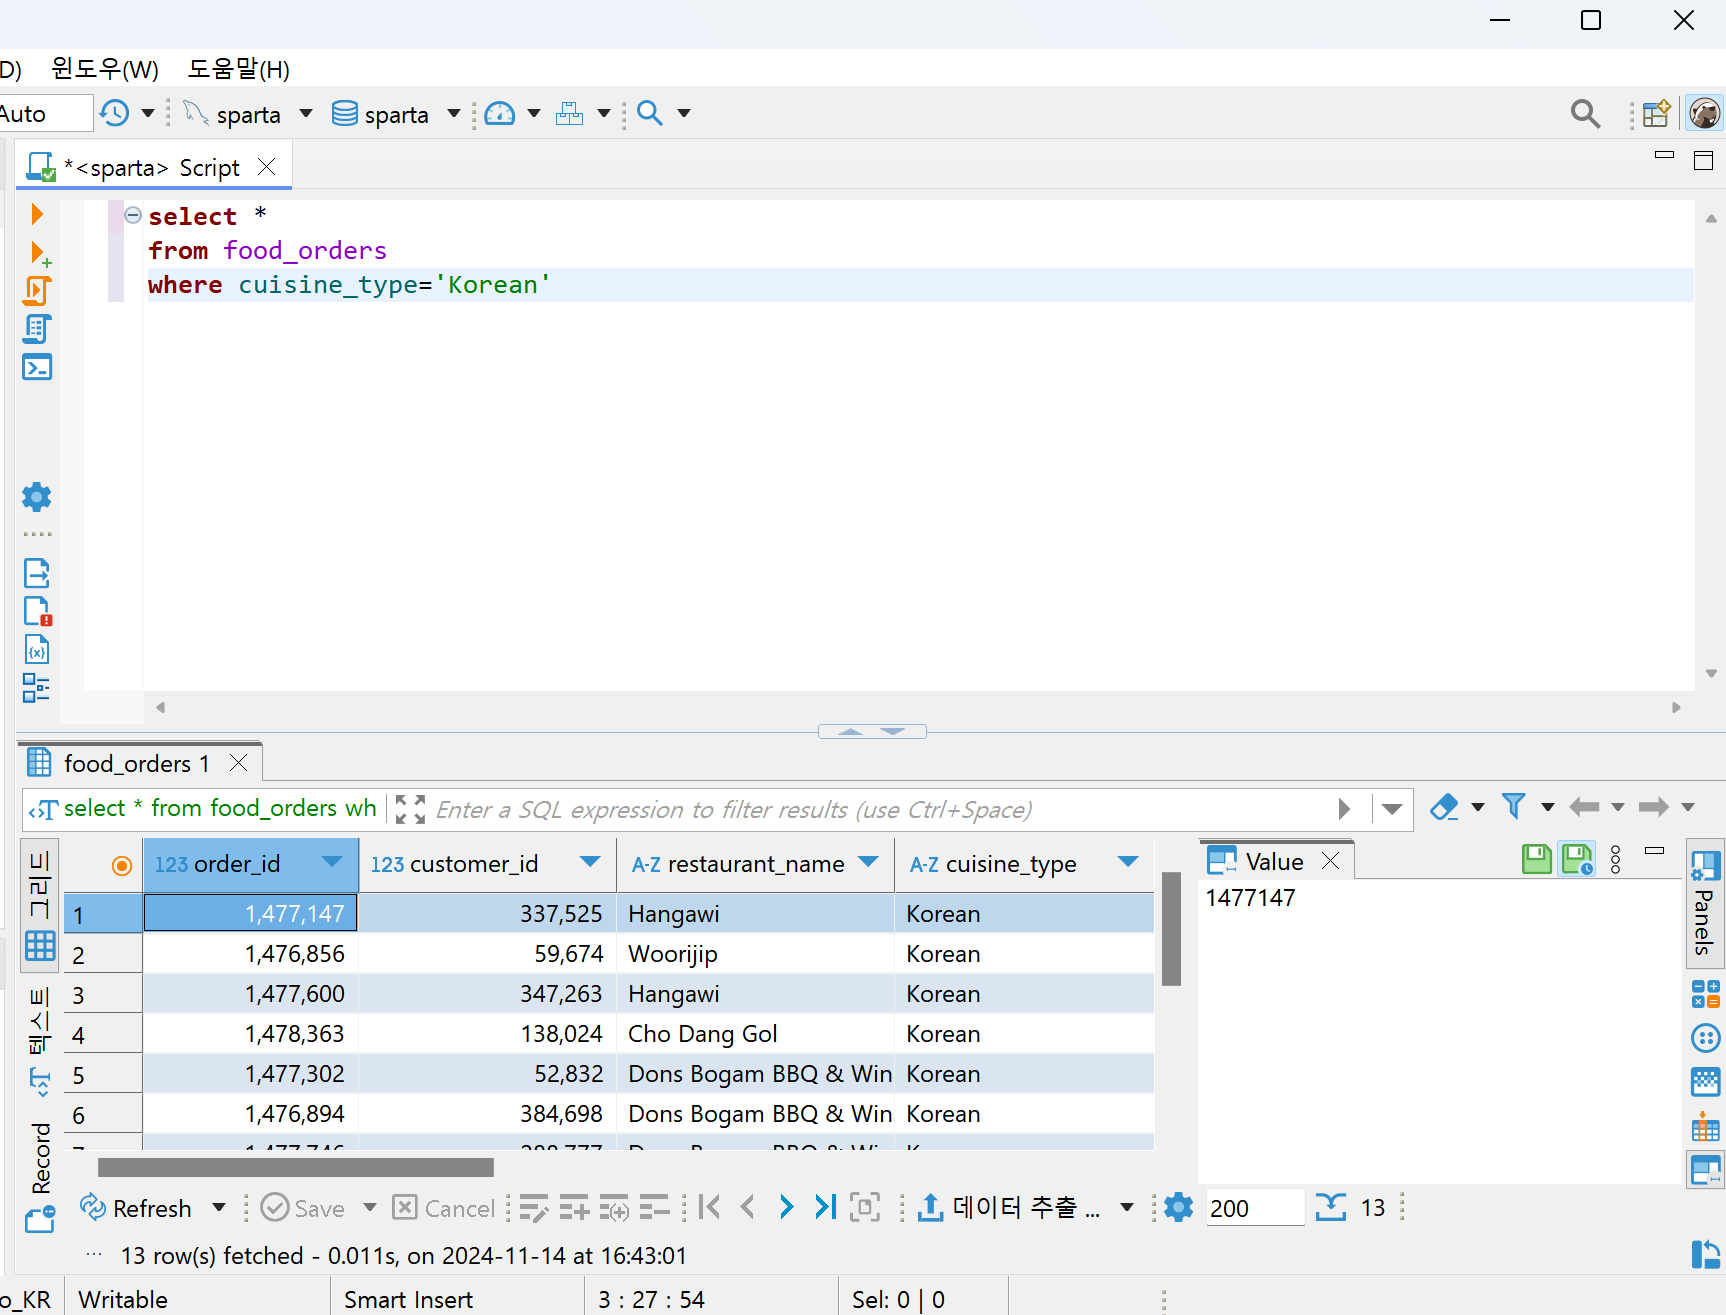 D) 윈도우(W) 도움말(H)
Auto sparta sparta
*<sparta> Script
select *
from food_orders
where cuisine_type='Korean'
food_orders 1
select * from food_orders wh Enter a SQL expression to filter results (use Ctrl+Space)
그리드 123 order_id 123 customer_id A-Z restaurant_name A-Z cuisine_type
1 1,477,147 337,525 Hangawi Korean
2 1,476,856 59,674 Woorijip Korean
3 1,477,600 347,263 Hangawi Korean
4 1,478,363 138,024 Cho Dang Gol Korean
5 1,477,302 52,832 Dons Bogam BBQ & Win Korean
6 1,476,894 384,698 Dons Bogam BBQ & Win Korean
텍스트
Record
Value
1477147
Panels
Refresh Save Cancel 데이터 추출 ... 200 13
13 row(s) fetched - 0.011s, on 2024-11-14 at 16:43:01
o_KR Writable Smart Insert 3 : 27 : 54 Sel: 0 | 0